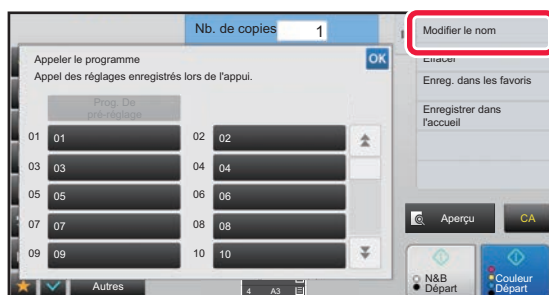 Nb. de copies 1
Modifier le nom
Appeler le programme
OK
Appel des réglages enregistrés lors de l'appui.
Effacer
Enreg. dans les favoris
Enregistrer dans
l'accueil
Prog. De
pré-réglage
01 01 02 02
03 03 04 04
05 05 06 06
07 07 08 08
09 09 10 10
Aperçu
CA
Autres
4 A3
N&B
Départ
Couleur
Départ